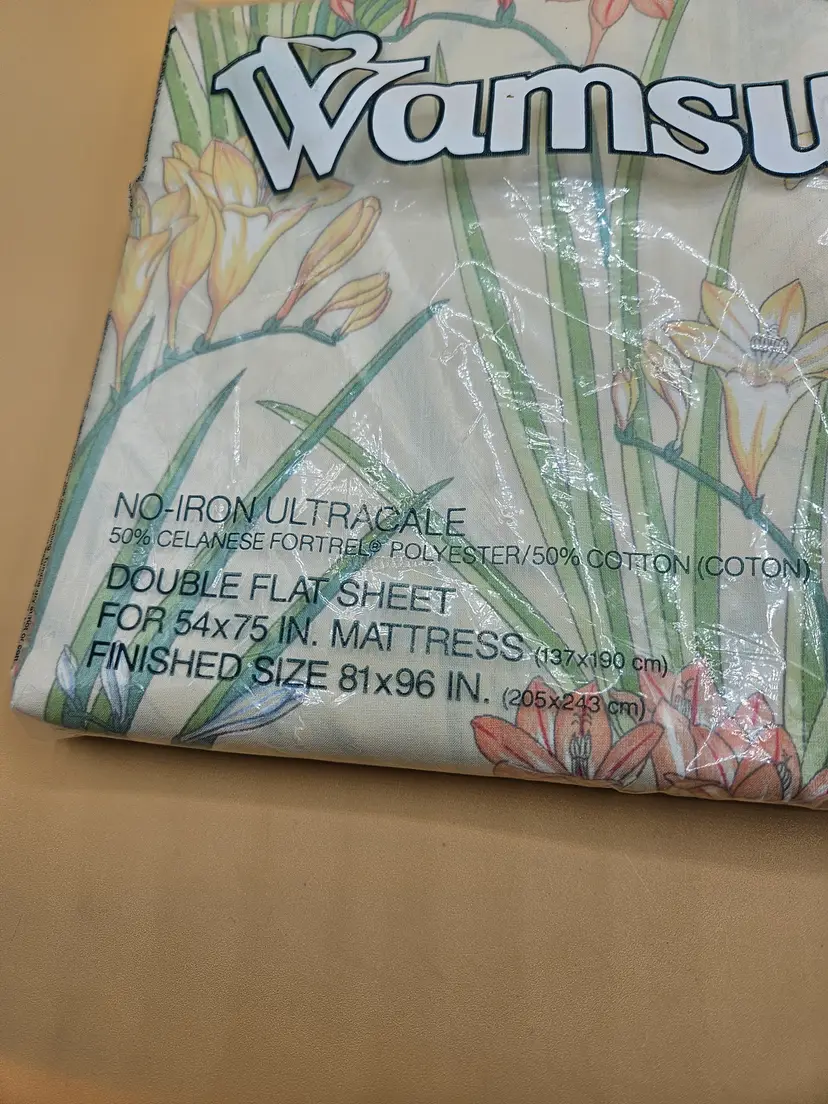 Wamsu
NO-IRON ULTRACALE
50% CELANESE FORTREL® POLYESTER/50% COTTON (COTON)
DOUBLE FLAT SHEET
FOR 54x75 IN. MATTRESS (137x190 cm)
FINISHED SIZE 81x96 IN. (205x243 cm)